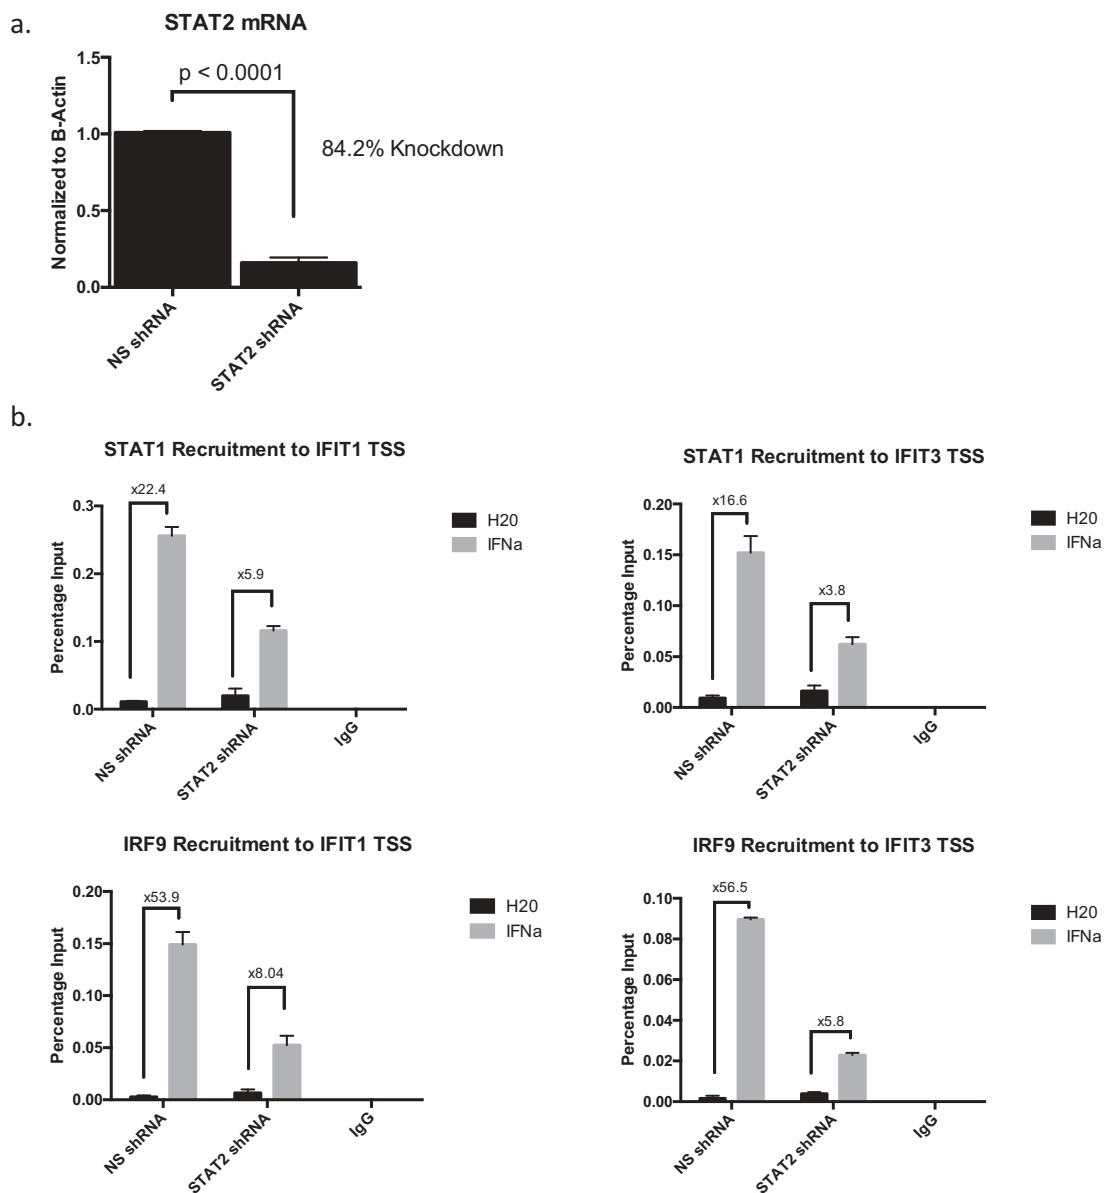 a.
STAT2 mRNA
Normalized to B-Actin
1.5
1.0
0.5
0.0
p < 0.0001
84.2% Knockdown
NS shRNA
STAT2 shRNA
b.
STAT1 Recruitment to IFIT1 TSS
Percentage Input
0.3
0.2
0.1
0.0
x22.4
x5.9
H20
IFNa
NS shRNA
STAT2 shRNA
IgG
STAT1 Recruitment to IFIT3 TSS
Percentage Input
0.20
0.15
0.10
0.05
0.00
x16.6
x3.8
H20
IFNa
NS shRNA
STAT2 shRNA
IgG
IRF9 Recruitment to IFIT1 TSS
Percentage Input
0.20
0.15
0.10
0.05
0.00
x53.9
x8.04
H20
IFNa
NS shRNA
STAT2 shRNA
IgG
IRF9 Recruitment to IFIT3 TSS
Percentage Input
0.10
0.08
0.06
0.04
0.02
0.00
x56.5
x5.8
H20
IFNa
NS shRNA
STAT2 shRNA
IgG